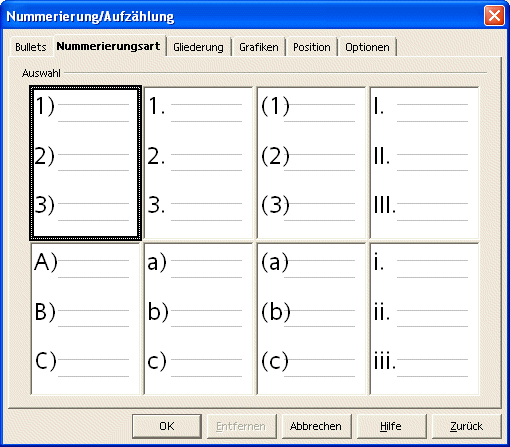 Nummerierung/Aufzählung
Bullets Nummerierungsart Gliederung Grafiken Position Optionen
Auswahl
1) 1. (1) I.
2) 2. (2) II.
3) 3. (3) III.
A) a) (a) i.
B) b) (b) ii.
C) c) (c) iii.
OK Entfernen Abbrechen Hilfe Zurück